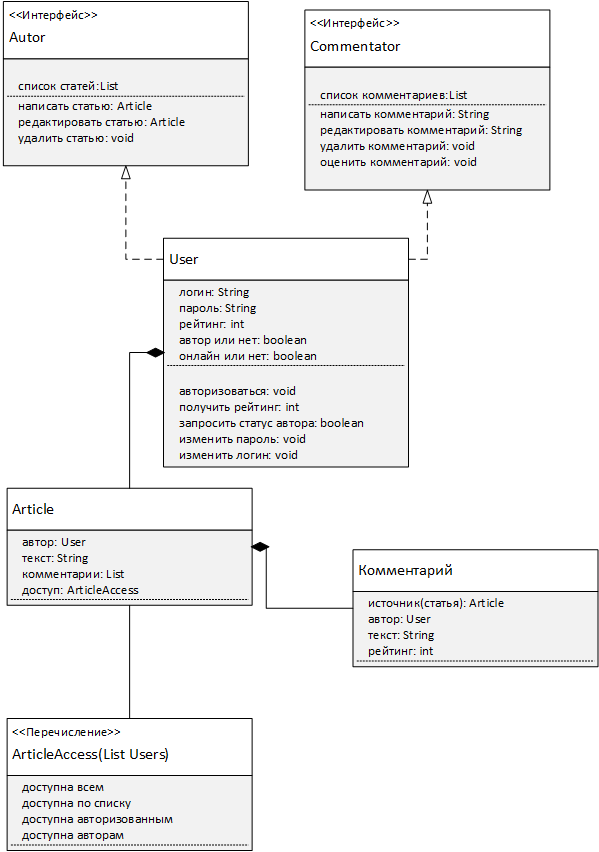 <<Интерфейс>>
Autor
список статей:List
написать статью: Article
редактировать статью: Article
удалить статью: void
<<Интерфейс>>
Commentator
список комментариев:List
написать комментарий: String
редактировать комментарий: String
удалить комментарий: void
оценить комментарий: void
User
логин: String
пароль: String
рейтинг: int
автор или нет: boolean
онлайн или нет: boolean
авторизоваться: void
получить рейтинг: int
запросить статус автора: boolean
изменить пароль: void
изменить логин: void
Article
автор: User
текст: String
комментарии: List
доступ: ArticleAccess
Комментарий
источник(статья): Article
автор: User
текст: String
рейтинг: int
<<Перечисление>>
ArticleAccess(List Users)
доступна всем
доступна по списку
доступна авторизованным
доступна авторам